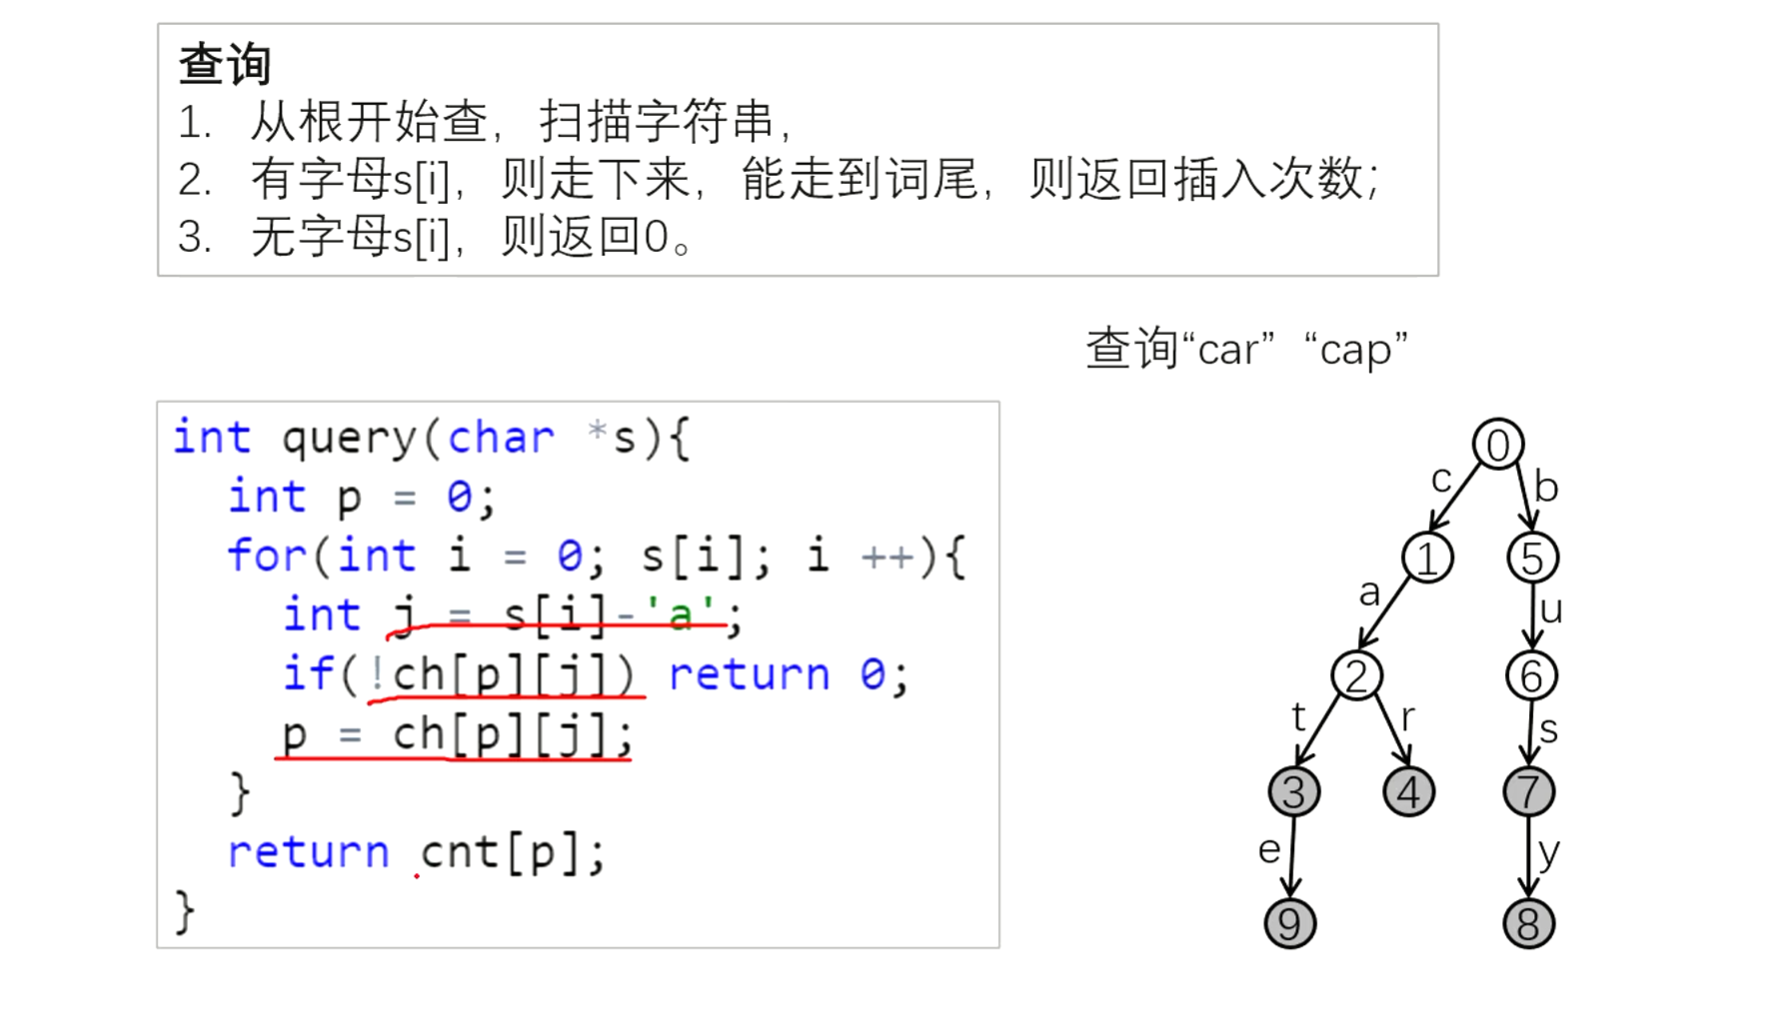 查询
1. 从根开始查，扫描字符串，
2. 有字母s[i]，则走下来，能走到词尾，则返回插入次数；
3. 无字母s[i]，则返回0。
查询“car” “cap”
int query(char *s){
int p = 0;
for(int i = 0; s[i]; i ++){
int j = s[i]-'a';
if(!ch[p][j]) return 0;
p = ch[p][j];
}
return cnt[p];
}
0
c b
1 5
a u
2 6
t r s
3 4 7
e y
9 8